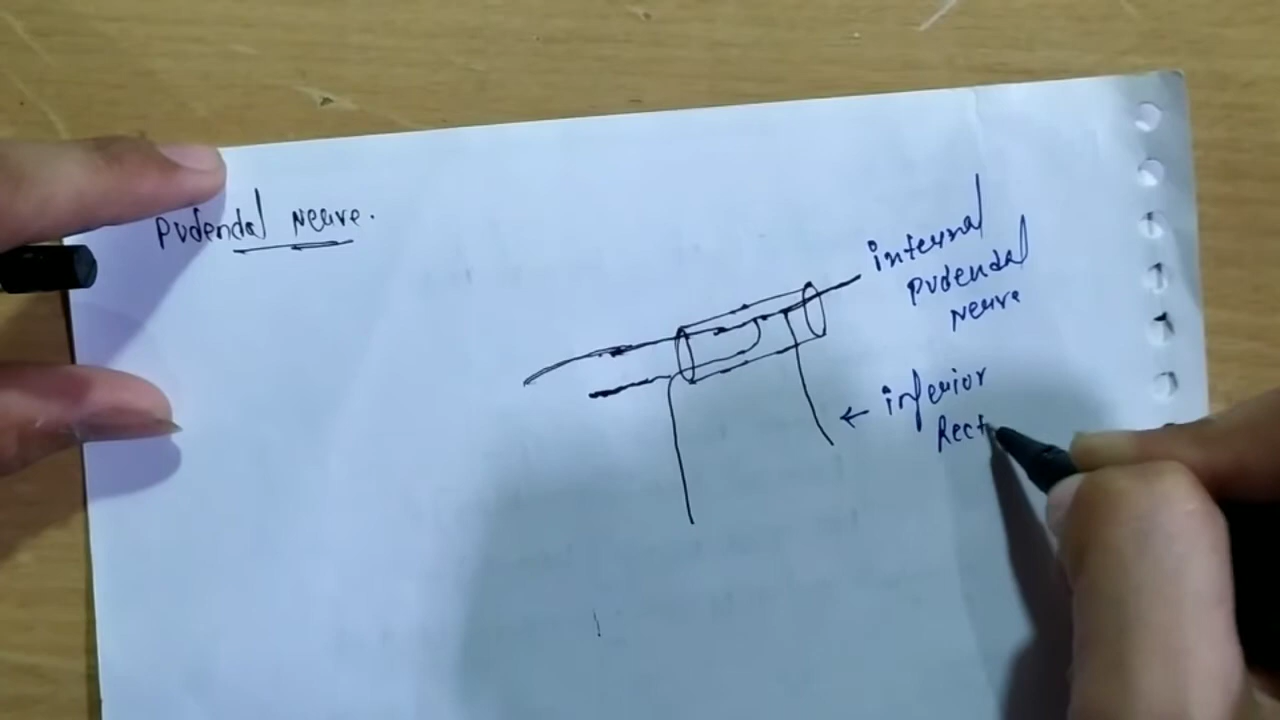 Pudendal Nerve.
internal
Pudendal
Nerve
← inferior
Rect